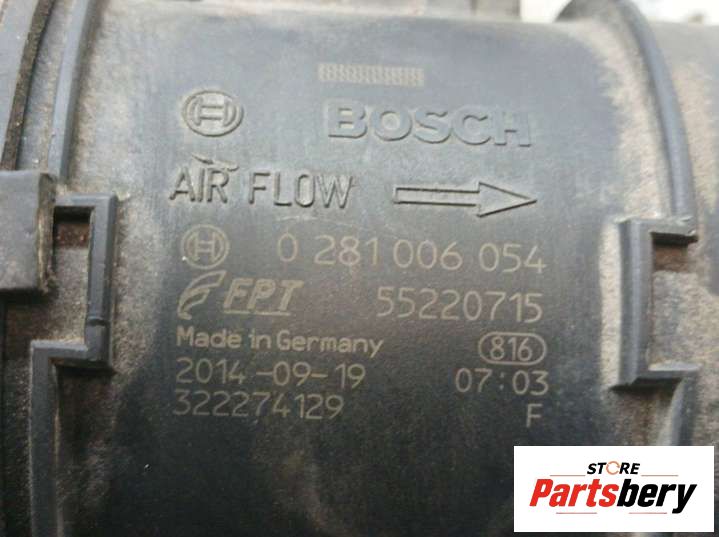 BOSCH
AIR FLOW
0 281 006 054
FPT 55220715
Made in Germany 816
2014-09-19 07:03
322274129 F
STORE
Partsbery